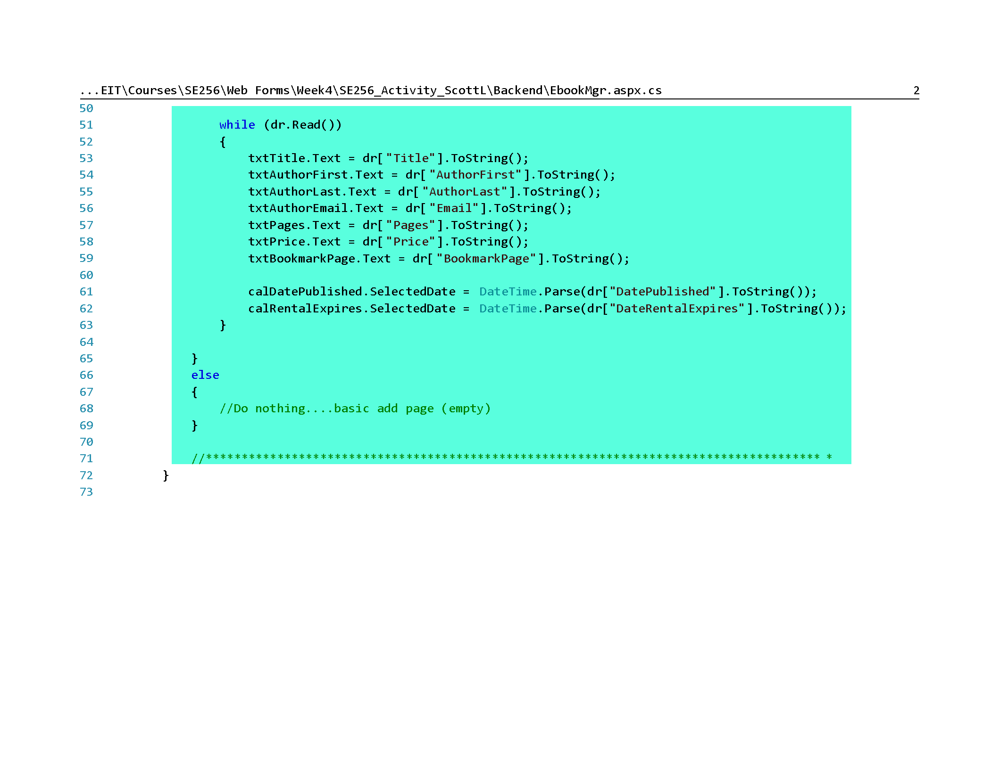 ...EIT\Courses\SE256\Web Forms\Week4\SE256_Activity_ScottL\Backend\EbookMgr.aspx.cs 2
50
51 while (dr.Read())
52 {
53 txtTitle.Text = dr["Title"].ToString();
54 txtAuthorFirst.Text = dr["AuthorFirst"].ToString();
55 txtAuthorLast.Text = dr["AuthorLast"].ToString();
56 txtAuthorEmail.Text = dr["Email"].ToString();
57 txtPages.Text = dr["Pages"].ToString();
58 txtPrice.Text = dr["Price"].ToString();
59 txtBookmarkPage.Text = dr["BookmarkPage"].ToString();
60
61 calDatePublished.SelectedDate = DateTime.Parse(dr["DatePublished"].ToString());
62 calRentalExpires.SelectedDate = DateTime.Parse(dr["DateRentalExpires"].ToString());
63 }
64
65 }
66 else
67 {
68 //Do nothing....basic add page (empty)
69 }
70
71 //************************************************************************************** *
72 }
73